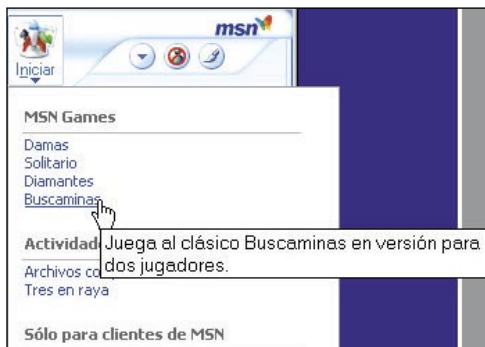 msn
Iniciar
MSN Games
Damas
Solitario
Diamantes
Buscaminas
Juega al clásico Buscaminas en versión para
dos jugadores.
Actividad
Archivos co
Tres en raya
Sólo para clientes de MSN